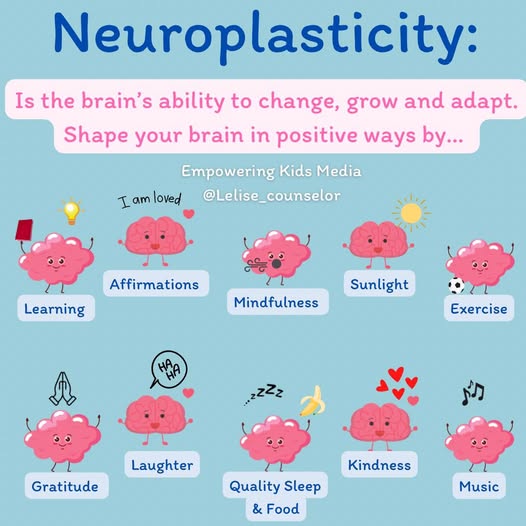 Neuroplasticity:
Is the brain's ability to change, grow and adapt.
Shape your brain in positive ways by...
Empowering Kids Media
@Lelise_counselor
I am loved
Learning
Affirmations
Mindfulness
Sunlight
Exercise
HA
HA
zZZZ
Gratitude
Laughter
Quality Sleep
& Food
Kindness
Music